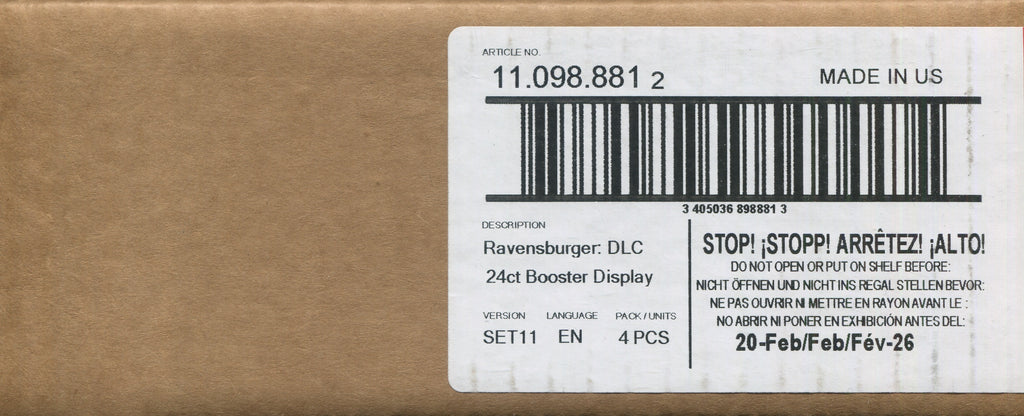 ARTICLE NO.
11.098.881 2
MADE IN US
3 405036 898881 3
DESCRIPTION
Ravensburger: DLC
24ct Booster Display
VERSION LANGUAGE PACK / UNITS
SET11 EN 4 PCS
STOP! ¡STOPP! ARRÊTEZ! ¡ALTO!
DO NOT OPEN OR PUT ON SHELF BEFORE:
NICHT ÖFFNEN UND NICHT INS REGAL STELLEN BEVOR:
NE PAS OUVRIR NI METTRE EN RAYON AVANT LE :
NO ABRIR NI PONER EN EXHIBICIÓN ANTES DEL:
20-Feb/Feb/Fév-26